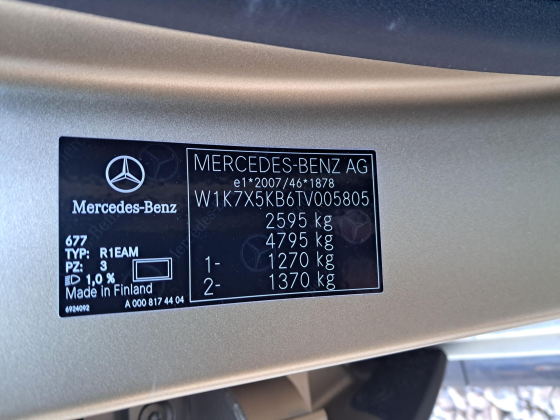 MERCEDES-BENZ AG
e1*2007/46*1878
W1K7X5KB6TV005805
2595 kg
4795 kg
1- 1270 kg
2- 1370 kg
Mercedes-Benz
677
TYP: R1EAM
PZ: 3
1,0 %
Made in Finland
6924092
A 000 817 44 04